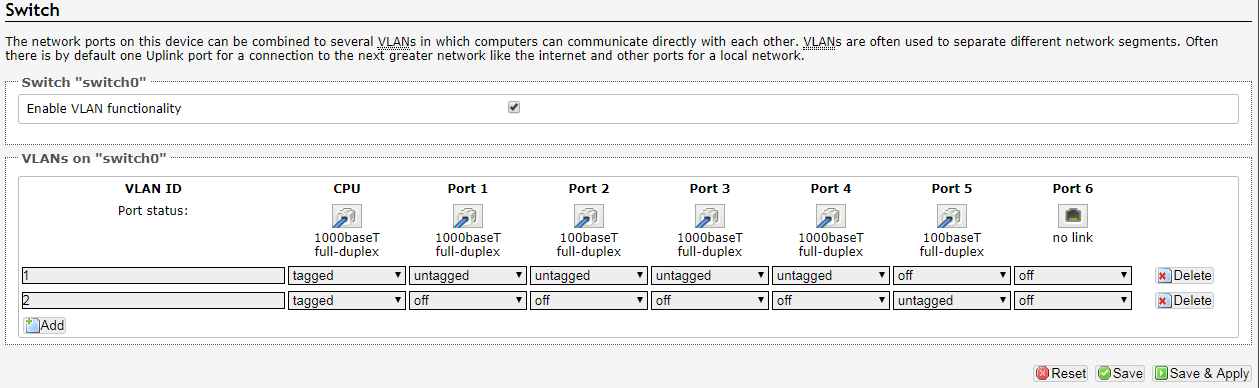 Switch
The network ports on this device can be combined to several VLANs in which computers can communicate directly with each other. VLANs are often used to separate different network segments. Often
there is by default one Uplink port for a connection to the next greater network like the internet and other ports for a local network.
Switch "switch0"
Enable VLAN functionality
VLANs on "switch0"
VLAN ID CPU Port 1 Port 2 Port 3 Port 4 Port 5 Port 6
Port status:
1000baseT 1000baseT 100baseT 1000baseT 1000baseT 100baseT no link
full-duplex full-duplex full-duplex full-duplex full-duplex full-duplex
1 tagged untagged untagged untagged untagged off off Delete
2 tagged off off off off untagged off Delete
Add
Reset Save Save & Apply